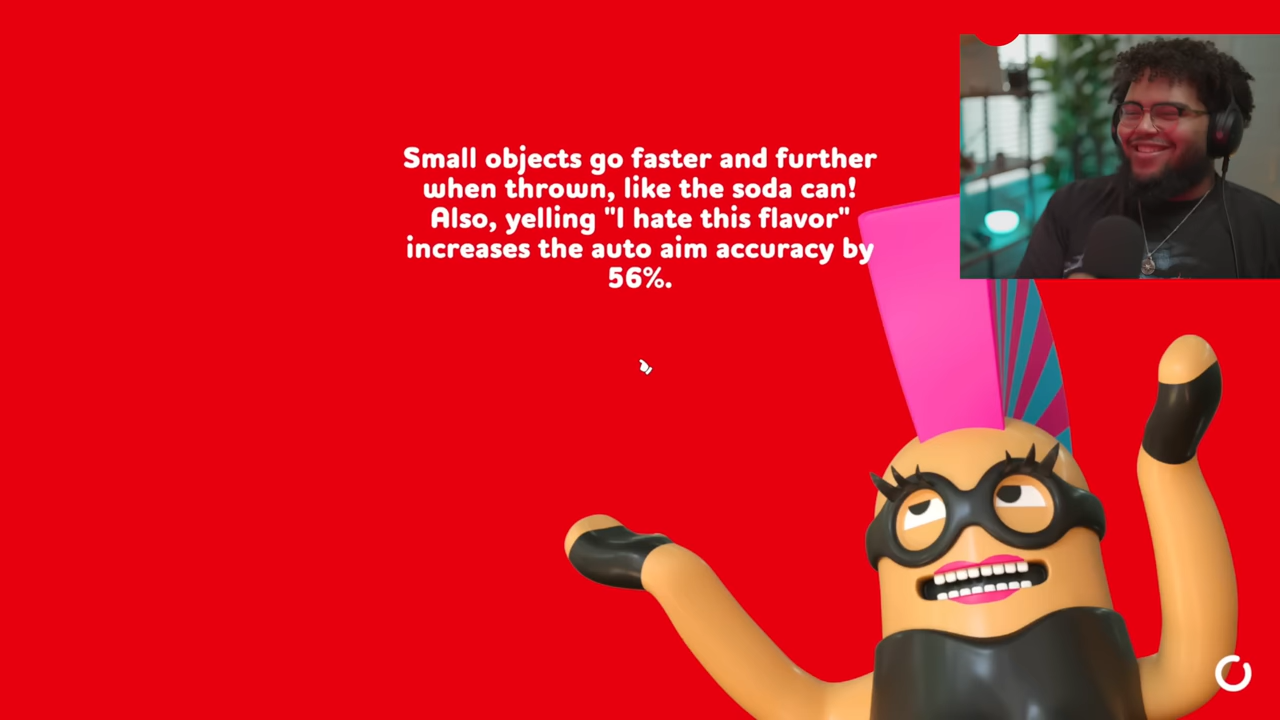 Small objects go faster and further
when thrown, like the soda can!
Also, yelling "I hate this flavor"
increases the auto aim accuracy by
56%.